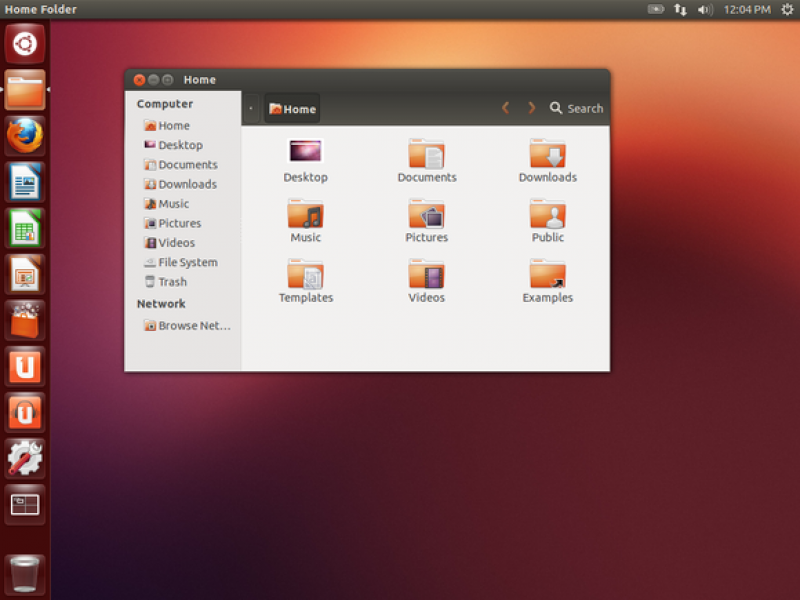 Home Folder
12:04 PM
Home
Computer
Home
Desktop
Documents
Downloads
Music
Pictures
Videos
File System
Trash
Network
Browse Net...
Home
Search
Desktop
Documents
Downloads
Music
Pictures
Public
Templates
Videos
Examples